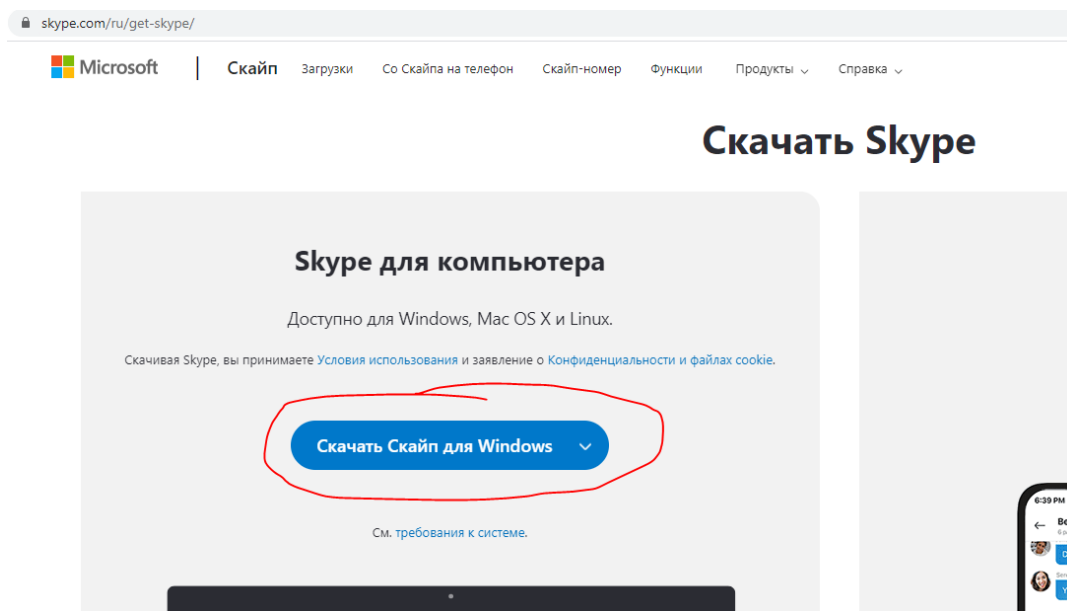 skype.com/ru/get-skype/
Microsoft | Скайп Загрузки Со Скайпа на телефон Скайп-номер Функции Продукты Справка
Скачать Skype
Skype для компьютера
Доступно для Windows, Mac OS X и Linux.
Скачивая Skype, вы принимаете Условия использования и заявление о Конфиденциальности и файлах cookie.
Скачать Скайп для Windows
См. требования к системе.
6:39 PM